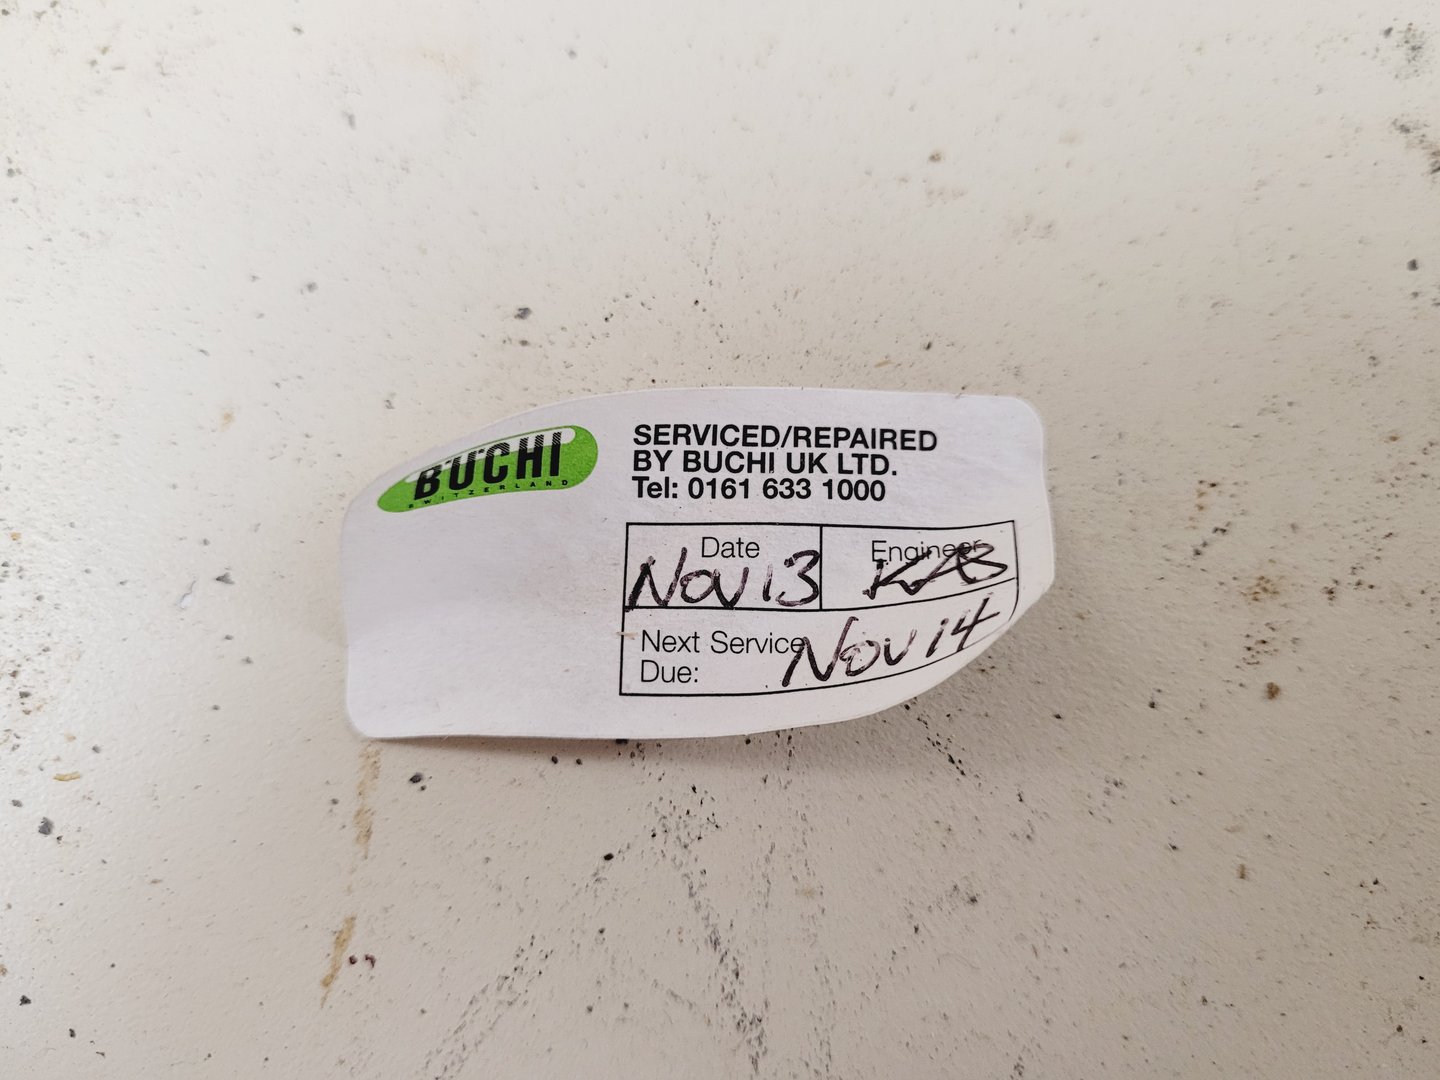 BUCHI
SWITZERLAND
SERVICED/REPAIRED
BY BUCHI UK LTD.
Tel: 0161 633 1000
Date
Nov 13
Engineer
KAB
Next Service
Due:
Nov 14